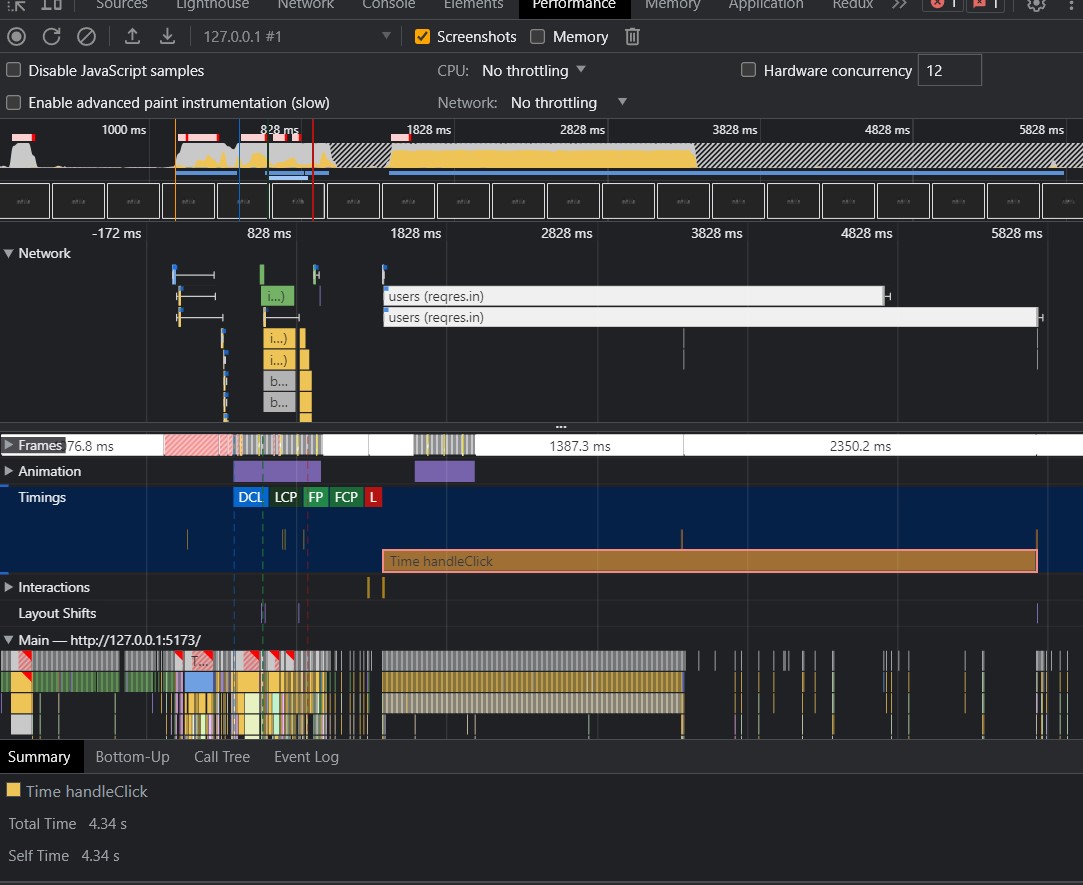 Sources Lighthouse Network Console Elements Performance Memory Application Redux 1 1
127.0.0.1 #1 Screenshots Memory
Disable JavaScript samples CPU: No throttling Hardware concurrency 12
Enable advanced paint instrumentation (slow) Network: No throttling
1000 ms 828 ms 1828 ms 2828 ms 3828 ms 4828 ms 5828 ms
-172 ms 828 ms 1828 ms 2828 ms 3828 ms 4828 ms 5828 ms
Network
i...) users (reqres.in)
users (reqres.in)
i...)
i...)
b...
b...
...
Frames 76.8 ms 1387.3 ms 2350.2 ms
Animation
Timings DCL LCP FP FCP L
Time handleClick
Interactions
Layout Shifts
Main — http://127.0.0.1:5173/
T...
Summary Bottom-Up Call Tree Event Log
Time handleClick
Total Time 4.34 s
Self Time 4.34 s